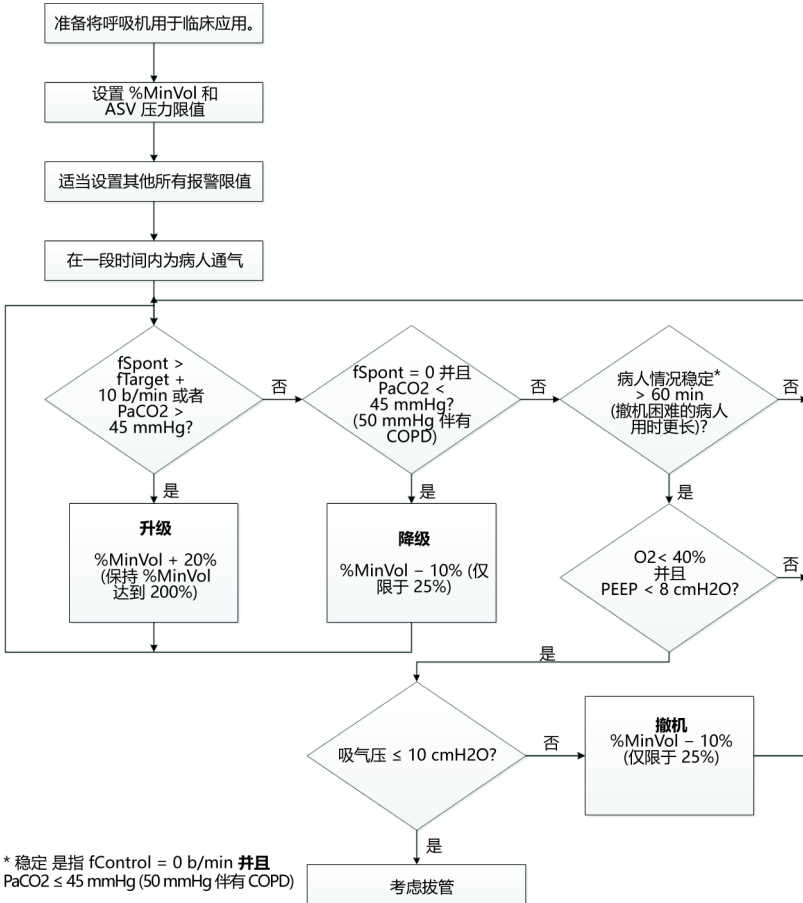 准备将呼吸机用于临床应用。
设置 %MinVol 和
ASV 压力限值
适当设置其他所有报警限值
在一段时间内为病人通气
fSpont >
fTarget +
10 b/min 或者
PaCO2 >
45 mmHg?
否
fSpont = 0 并且
PaCO2 <
45 mmHg?
(50 mmHg 伴有
COPD)
否
病人情况稳定*
> 60 min
(撤机困难的病人
用时更长)?
否
是
是
是
升级
%MinVol + 20%
(保持 %MinVol
达到 200%)
降级
%MinVol – 10% (仅
限于 25%)
O2< 40%
并且
PEEP < 8 cmH2O?
否
是
吸气压 ≤ 10 cmH2O?
否
撤机
%MinVol – 10%
(仅限于 25%)
是
* 稳定 是指 fControl = 0 b/min 并且
PaCO2 ≤ 45 mmHg (50 mmHg 伴有 COPD)
考虑拔管